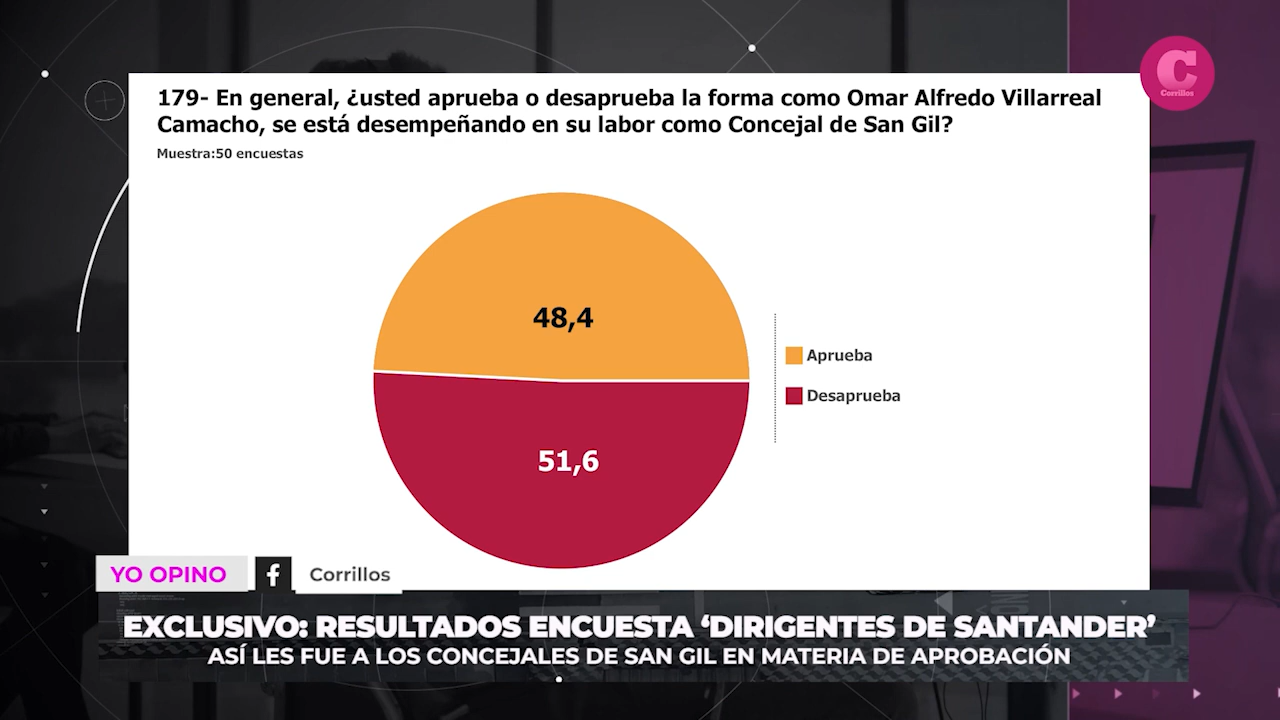 C
Corrillos
179- En general, ¿usted aprueba o desaprueba la forma como Omar Alfredo Villarreal
Camacho, se está desempeñando en su labor como Concejal de San Gil?
Muestra:50 encuestas
48,4
51,6
Aprueba
Desaprueba
YO OPINO
f
Corrillos
EXCLUSIVO: RESULTADOS ENCUESTA ‘DIRIGENTES DE SANTANDER’
ASÍ LES FUE A LOS CONCEJALES DE SAN GIL EN MATERIA DE APROBACIÓN